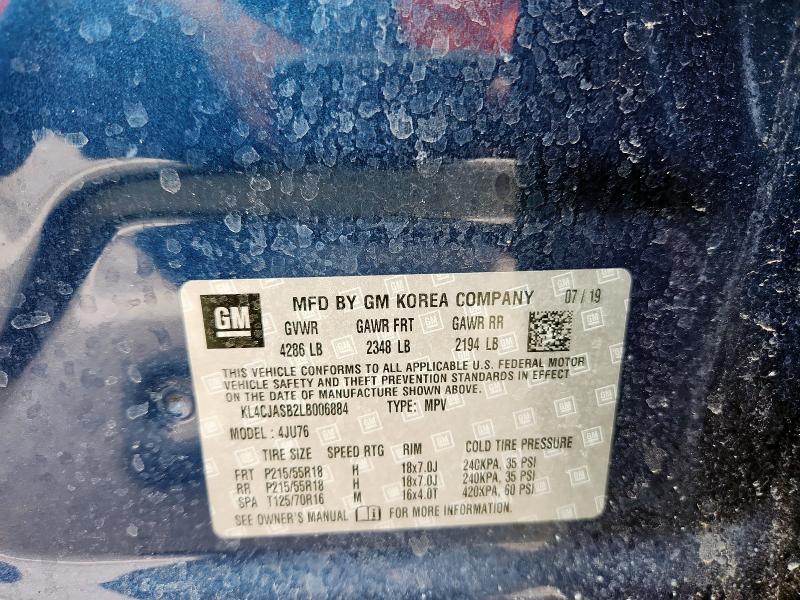 GM
MFD BY GM KOREA COMPANY 07/19
GVWR GAWR FRT GAWR RR
4286 LB 2348 LB 2194 LB
THIS VEHICLE CONFORMS TO ALL APPLICABLE U.S. FEDERAL MOTOR
VEHICLE SAFETY AND THEFT PREVENTION STANDARDS IN EFFECT
ON THE DATE OF MANUFACTURE SHOWN ABOVE.
KL4CJASB2LB006884 TYPE: MPV
MODEL : 4JU76
TIRE SIZE SPEED RTG RIM COLD TIRE PRESSURE
FRT P215/55R18 H 18x7.0J 240KPA, 35 PSI
RR P215/55R18 H 18x7.0J 240KPA, 35 PSI
SPA T125/70R16 M 16x4.0T 420KPA, 60 PSI
SEE OWNER'S MANUAL FOR MORE INFORMATION.